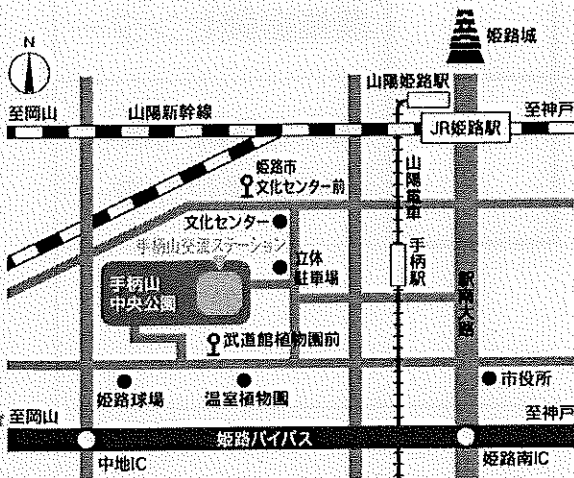 N
姫路城
山陽姫路駅
至岡山
山陽新幹線
JR姫路駅
至神戸
姫路市
文化センター前
山陽電車
文化センター
手柄山交流ステーション
立体
駐車場
手柄駅
駅南大路
手柄山
中央公園
武道館植物園前
姫路球場
温室植物園
市役所
至岡山
姫路バイパス
至神戸
中地IC
姫路南IC